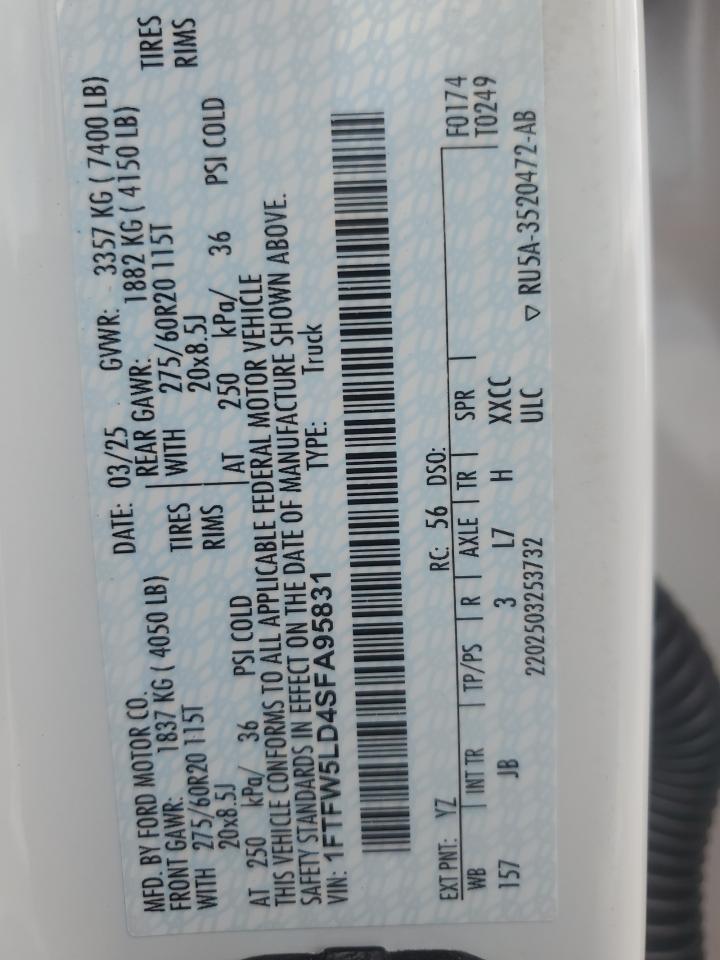 MFD. BY FORD MOTOR CO. DATE: 03/25 GVWR: 3357 KG ( 7400 LB)
FRONT GAWR: 1837 KG ( 4050 LB) REAR GAWR: 1882 KG ( 4150 LB)
WITH 275/60R20 115T TIRES WITH 275/60R20 115T TIRES
20x8.5J RIMS 20x8.5J RIMS
AT 250 kPa/ 36 PSI COLD AT 250 kPa/ 36 PSI COLD
THIS VEHICLE CONFORMS TO ALL APPLICABLE FEDERAL MOTOR VEHICLE
SAFETY STANDARDS IN EFFECT ON THE DATE OF MANUFACTURE SHOWN ABOVE.
VIN: 1FTFW5LD4SFA95831 TYPE: Truck
EXT PNT: YZ RC: 56 DSO: F0174
WB INT TR TP/PS R AXLE TR SPR T0249
157 JB 3 L7 H XXCC
2202503253732 ULC ▽ RU5A-3520472-AB